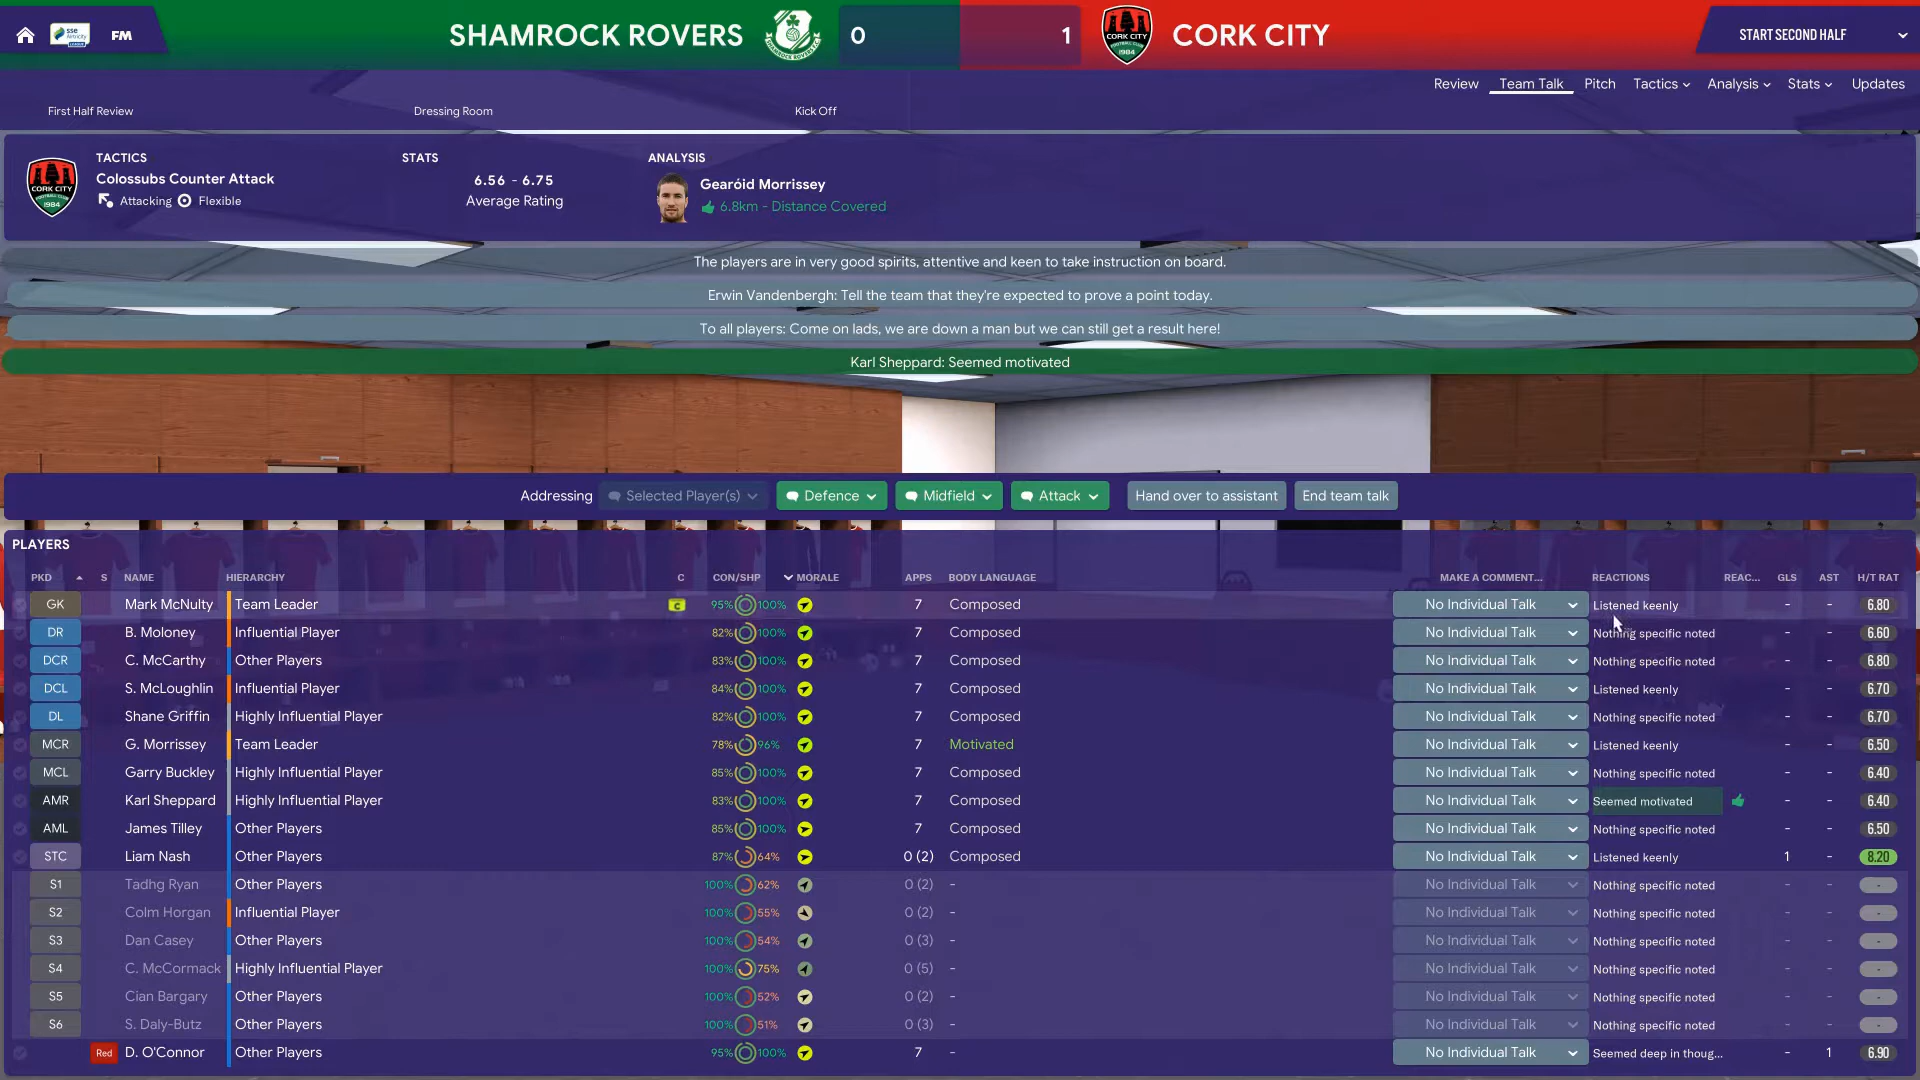 SHAMROCK ROVERS 0 1 CORK CITY
START SECOND HALF
sse
FM
Review Team Talk Pitch Tactics Analysis Stats Updates
First Half Review Dressing Room Kick Off
TACTICS
Colossubs Counter Attack
Attacking Flexible
STATS
6.56 - 6.75
Average Rating
ANALYSIS
Gearóid Morrissey
6.8km - Distance Covered
The players are in very good spirits, attentive and keen to take instruction on board.
Erwin Vandenbergh: Tell the team that they're expected to prove a point today.
To all players: Come on lads, we are down a man but we can still get a result here!
Karl Sheppard: Seemed motivated
Addressing Selected Player(s) Defence Midfield Attack Hand over to assistant End team talk
PLAYERS
PKD S NAME HIERARCHY C CON/SHP MORALE APPS BODY LANGUAGE MAKE A COMMENT... REACTIONS REAC... GLS AST H/T RAT
GK Mark McNulty Team Leader C 95% 100% 7 Composed No Individual Talk Listened keenly - - 6.80
DR B. Moloney Influential Player 82% 100% 7 Composed No Individual Talk Nothing specific noted - - 6.60
DCR C. McCarthy Other Players 83% 100% 7 Composed No Individual Talk Nothing specific noted - - 6.80
DCL S. McLoughlin Influential Player 84% 100% 7 Composed No Individual Talk Listened keenly - - 6.70
DL Shane Griffin Highly Influential Player 82% 100% 7 Composed No Individual Talk Nothing specific noted - - 6.70
MCR G. Morrissey Team Leader 78% 96% 7 Motivated No Individual Talk Listened keenly - - 6.50
MCL Garry Buckley Highly Influential Player 85% 100% 7 Composed No Individual Talk Nothing specific noted - - 6.40
AMR Karl Sheppard Highly Influential Player 83% 100% 7 Composed No Individual Talk Seemed motivated - - 6.40
AML James Tilley Other Players 85% 100% 7 Composed No Individual Talk Nothing specific noted - - 6.50
STC Liam Nash Other Players 87% 64% 0 (2) Composed No Individual Talk Listened keenly 1 - 8.20
S1 Tadhg Ryan Other Players 100% 62% 0 (2) - No Individual Talk Nothing specific noted - - -
S2 Colm Horgan Influential Player 100% 55% 0 (2) - No Individual Talk Nothing specific noted - - -
S3 Dan Casey Other Players 100% 54% 0 (3) - No Individual Talk Nothing specific noted - - -
S4 C. McCormack Highly Influential Player 100% 75% 0 (5) - No Individual Talk Nothing specific noted - - -
S5 Cian Bargary Other Players 100% 52% 0 (2) - No Individual Talk Nothing specific noted - - -
S6 S. Daly-Butz Other Players 100% 51% 0 (3) - No Individual Talk Nothing specific noted - - -
Red D. O'Connor Other Players 95% 100% 7 - No Individual Talk Seemed deep in thoug... - 1 6.90